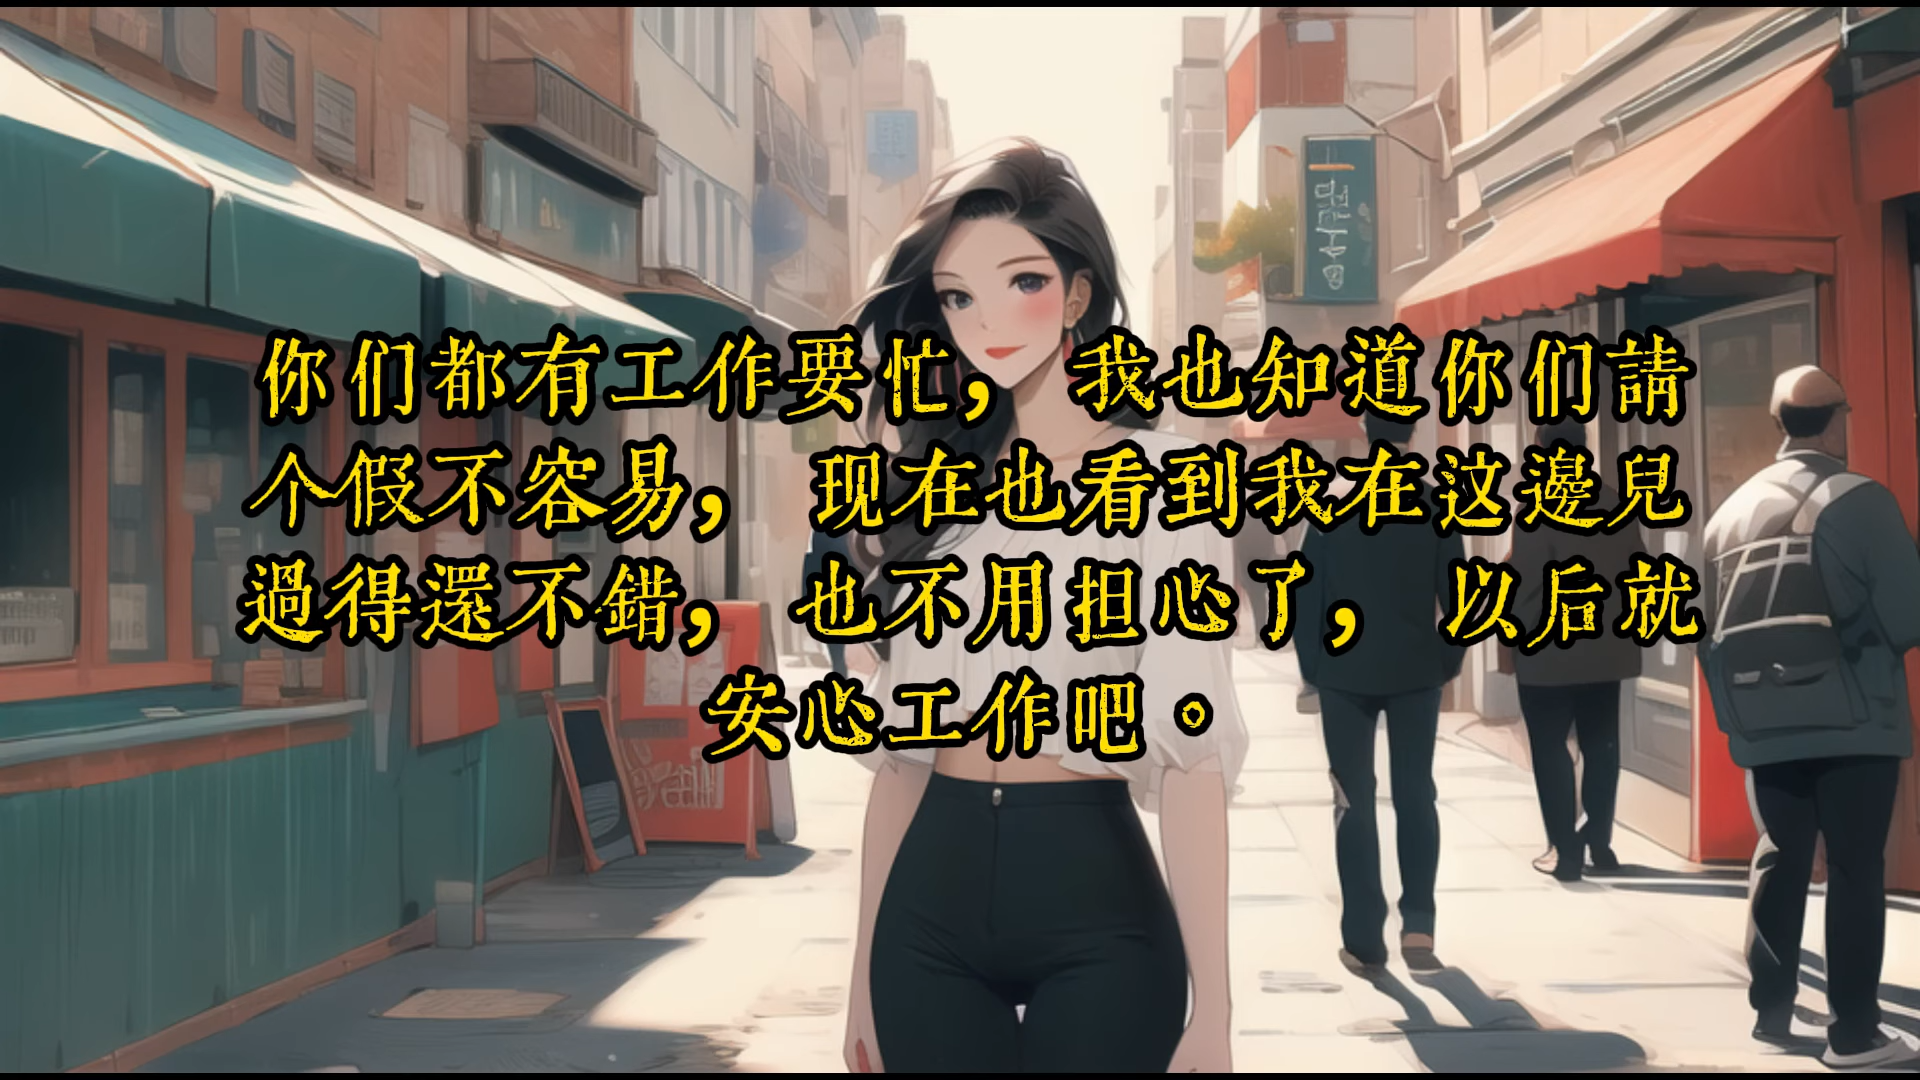 你们都有工作要忙，我也知道你们請
个假不容易，现在也看到我在这邊兒
過得還不錯，也不用担心了，以后就
安心工作吧。